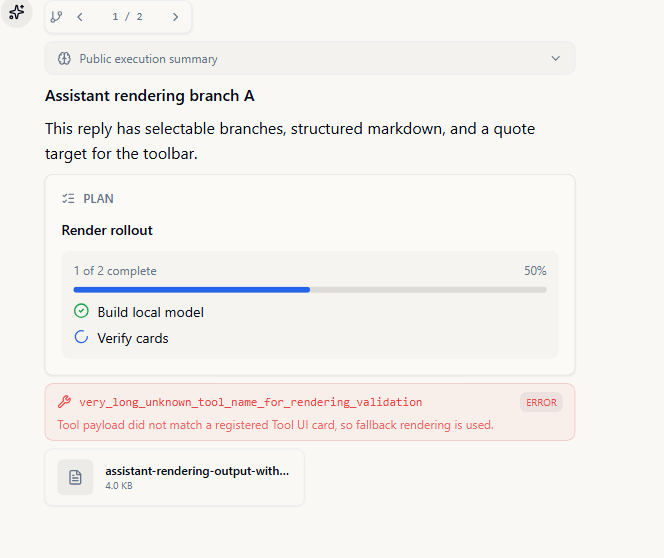 1 / 2
Public execution summary
Assistant rendering branch A
This reply has selectable branches, structured markdown, and a quote
target for the toolbar.
PLAN
Render rollout
1 of 2 complete 50%
Build local model
Verify cards
very_long_unknown_tool_name_for_rendering_validation ERROR
Tool payload did not match a registered Tool UI card, so fallback rendering is used.
assistant-rendering-output-with...
4.0 KB